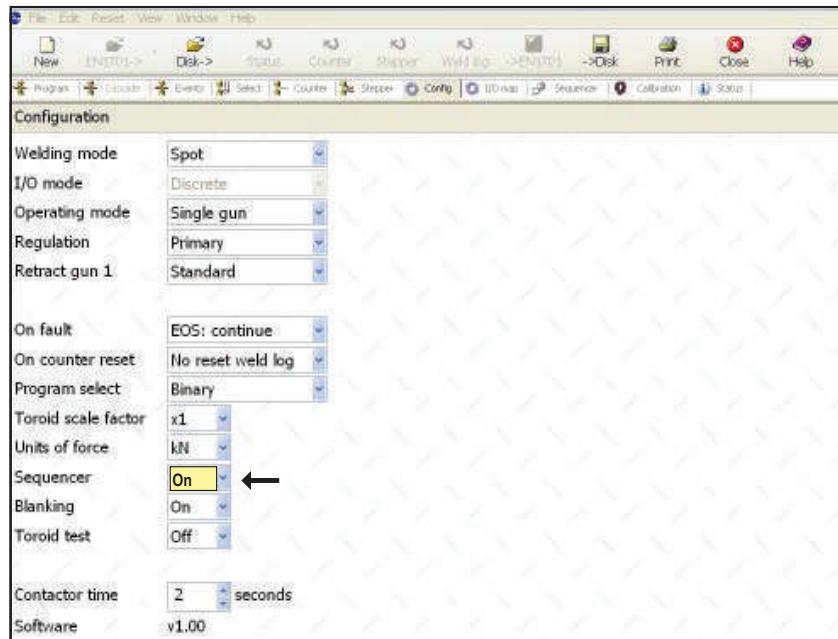 File Edit Reset View Window Help
New EN1701-> Disk-> Status Counter Stepper Weld log ->EN1701 ->Disk Print Close Help
Program Cascade Events Select Counter Stepper Config I/O map Sequencer Calibration Status
Configuration
Welding mode Spot
I/O mode Discrete
Operating mode Single gun
Regulation Primary
Retract gun 1 Standard
On fault EOS: continue
On counter reset No reset weld log
Program select Binary
Toroid scale factor x1
Units of force kN
Sequencer On
Blanking On
Toroid test Off
Contactor time 2 seconds
Software v1.00